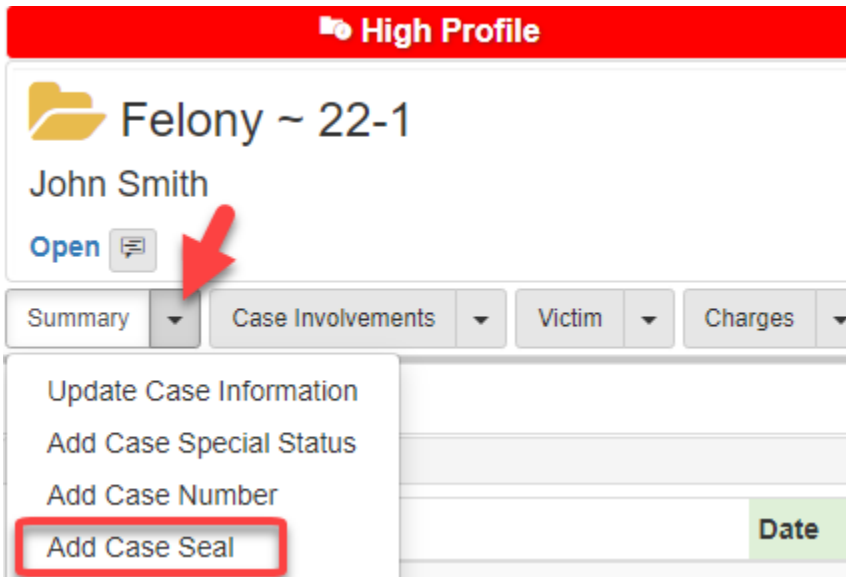 High Profile
Felony ~ 22-1
John Smith
Open
Summary Case Involvements Victim Charges
Update Case Information
Add Case Special Status
Add Case Number
Add Case Seal
Date